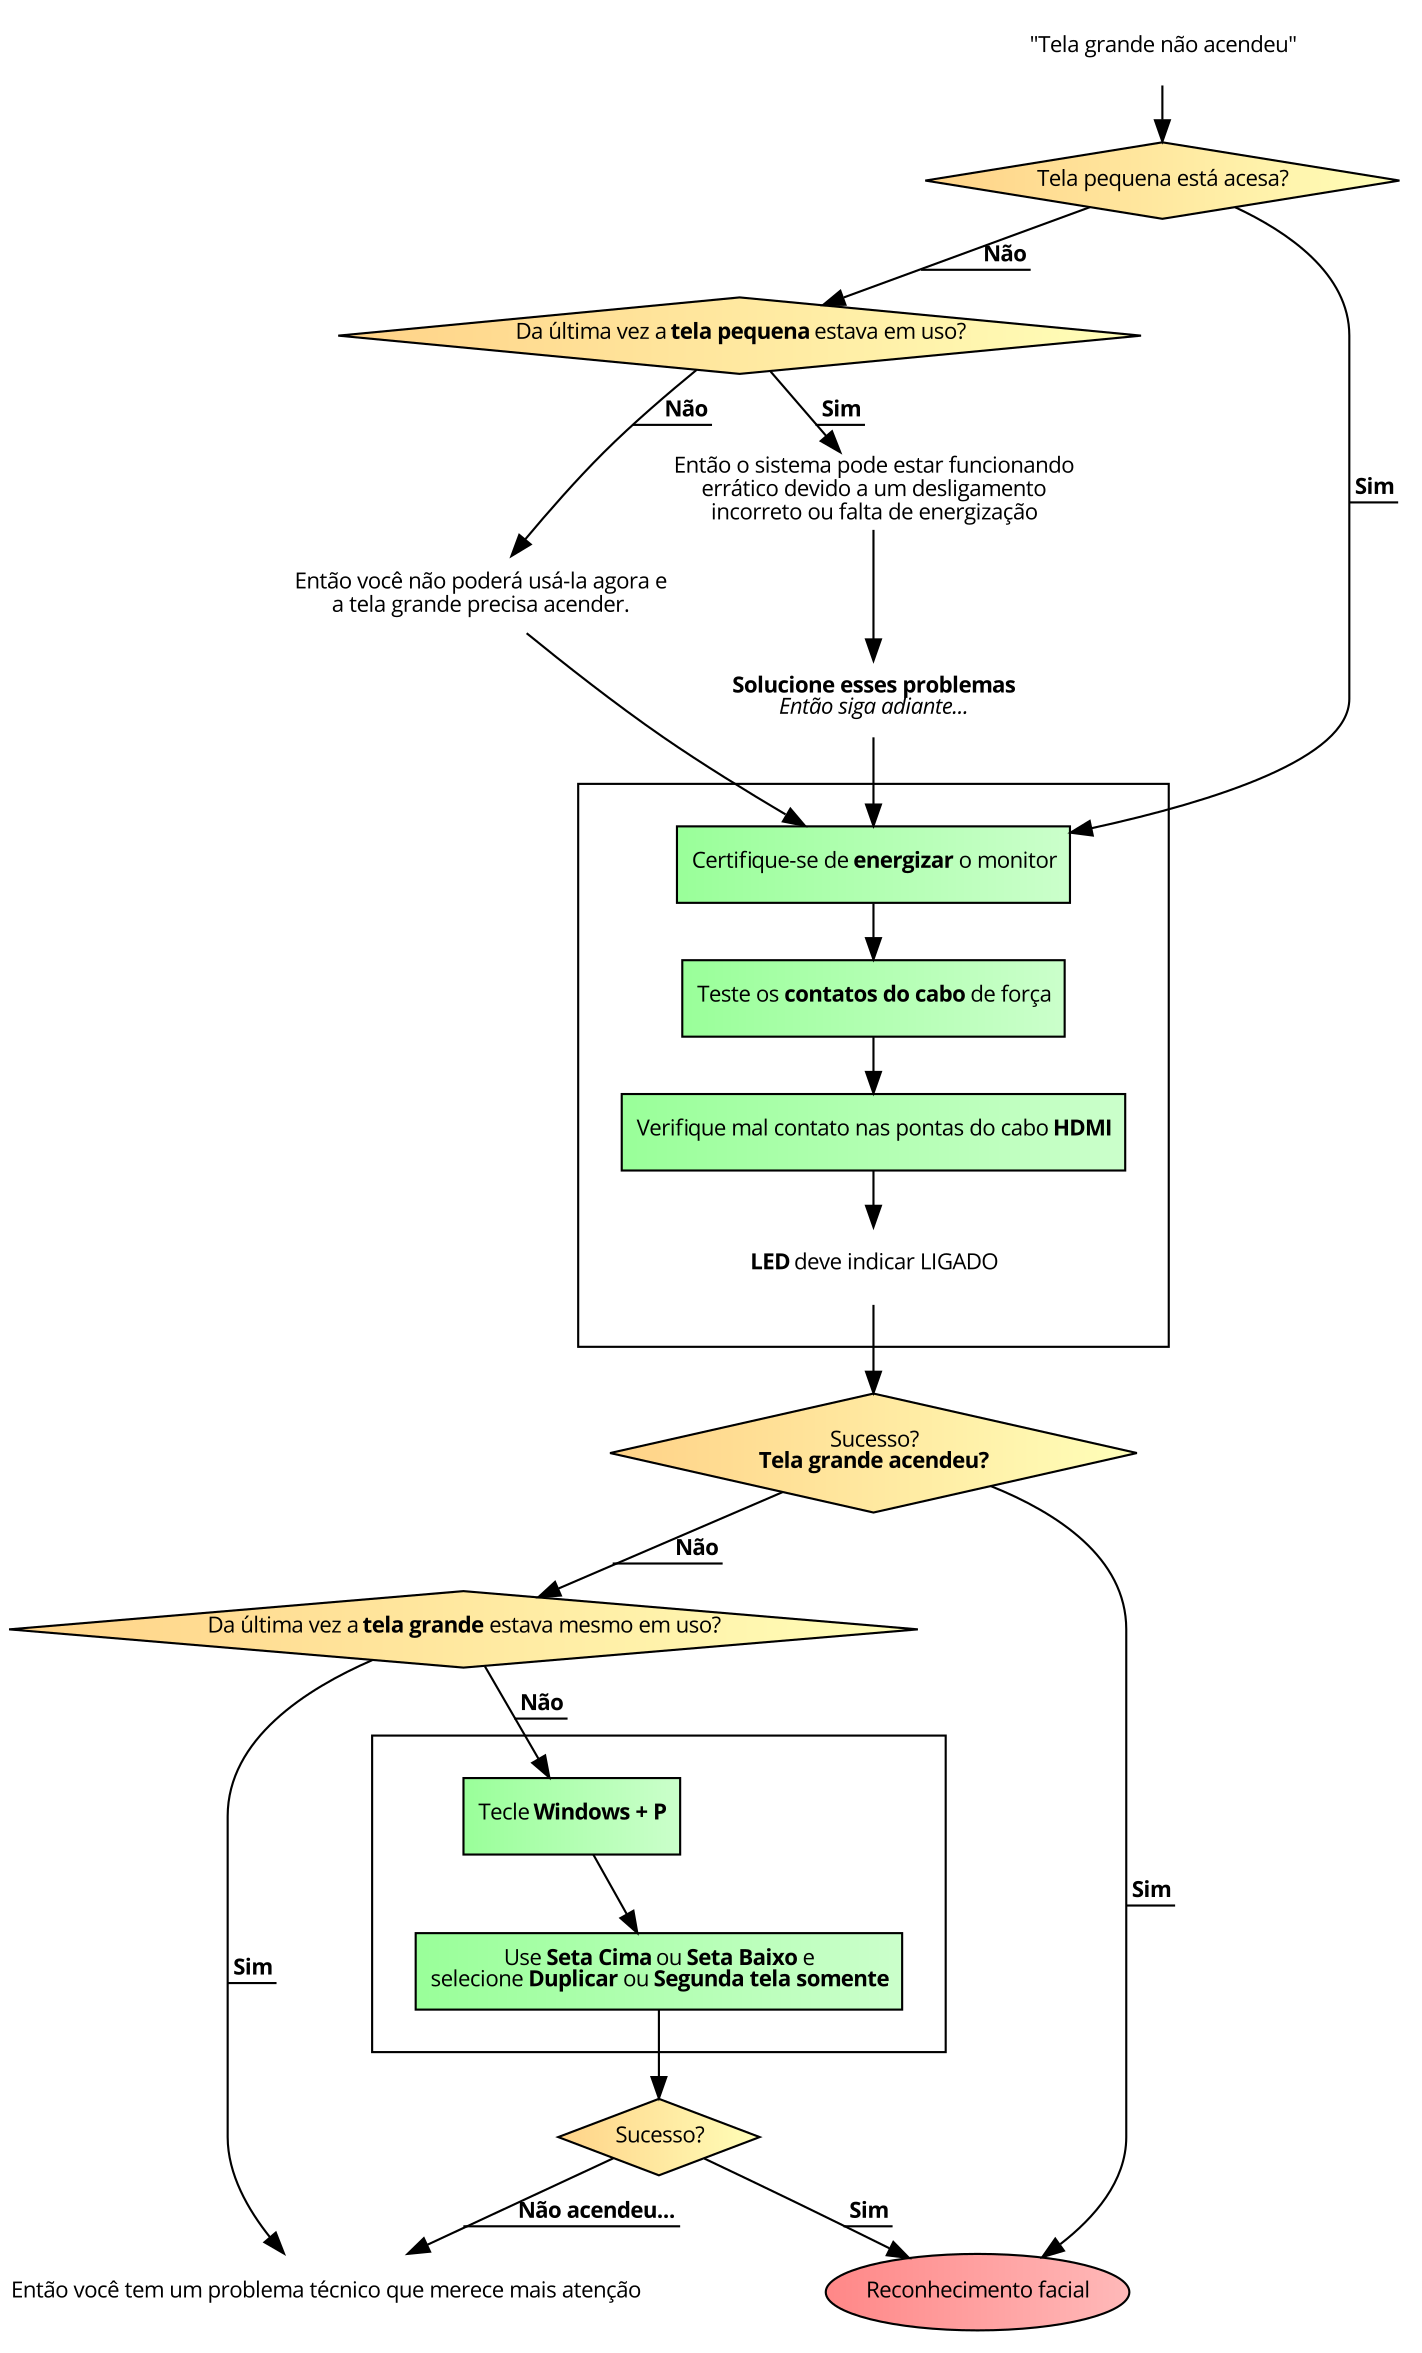 "Tela grande não acendeu"
Tela pequena está acesa?
Não
Da última vez a tela pequena estava em uso?
Não
Sim
Então o sistema pode estar funcionando
errático devido a um desligamento
incorreto ou falta de energização
Sim
Então você não poderá usá-la agora e
a tela grande precisa acender.
Solucione esses problemas
Então siga adiante...
Certifique-se de energizar o monitor
Teste os contatos do cabo de força
Verifique mal contato nas pontas do cabo HDMI
LED deve indicar LIGADO
Sucesso?
Tela grande acendeu?
Não
Da última vez a tela grande estava mesmo em uso?
Não
Tecle Windows + P
Sim
Use Seta Cima ou Seta Baixo e
selecione Duplicar ou Segunda tela somente
Sim
Sucesso?
Não acendeu...
Sim
Então você tem um problema técnico que merece mais atenção
Reconhecimento facial